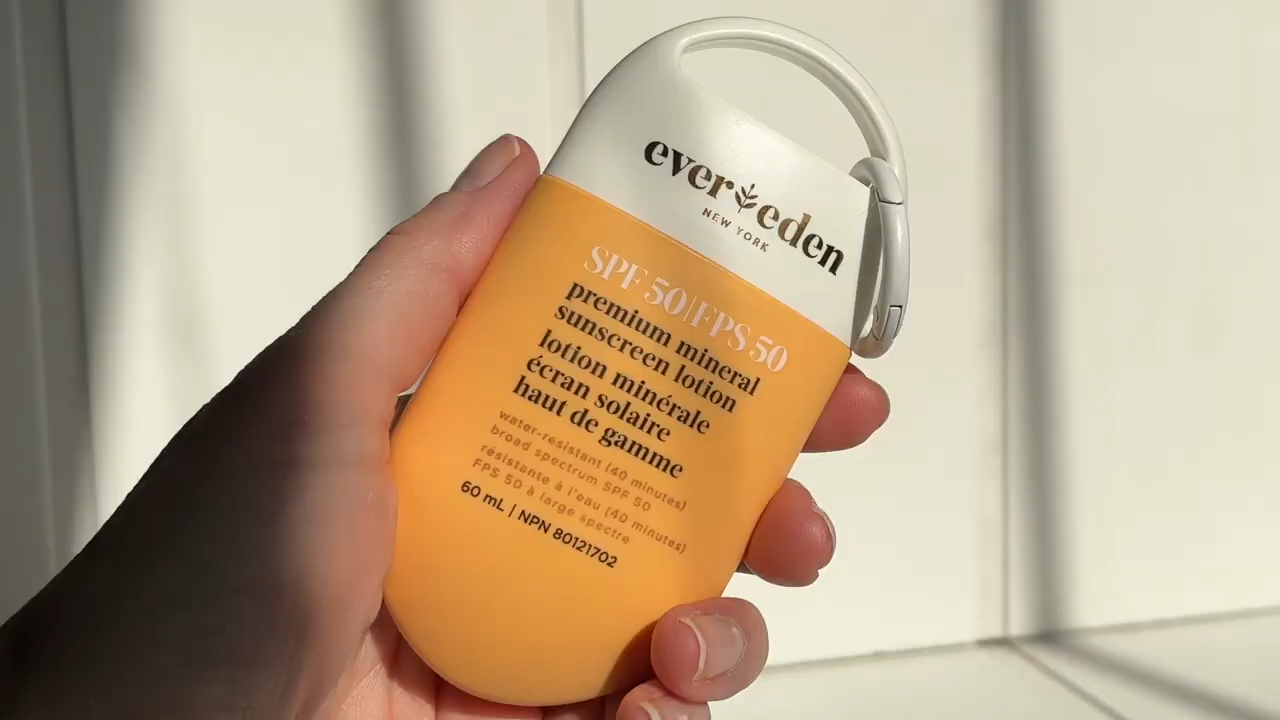 ever eden
NEW YORK
SPF 50|FPS 50
premium mineral
sunscreen lotion
lotion minérale
écran solaire
haut de gamme
water-resistant (40 minutes)
broad spectrum SPF 50
résistante à l'eau (40 minutes)
FPS 50 à large spectre
60 mL | NPN 80121702